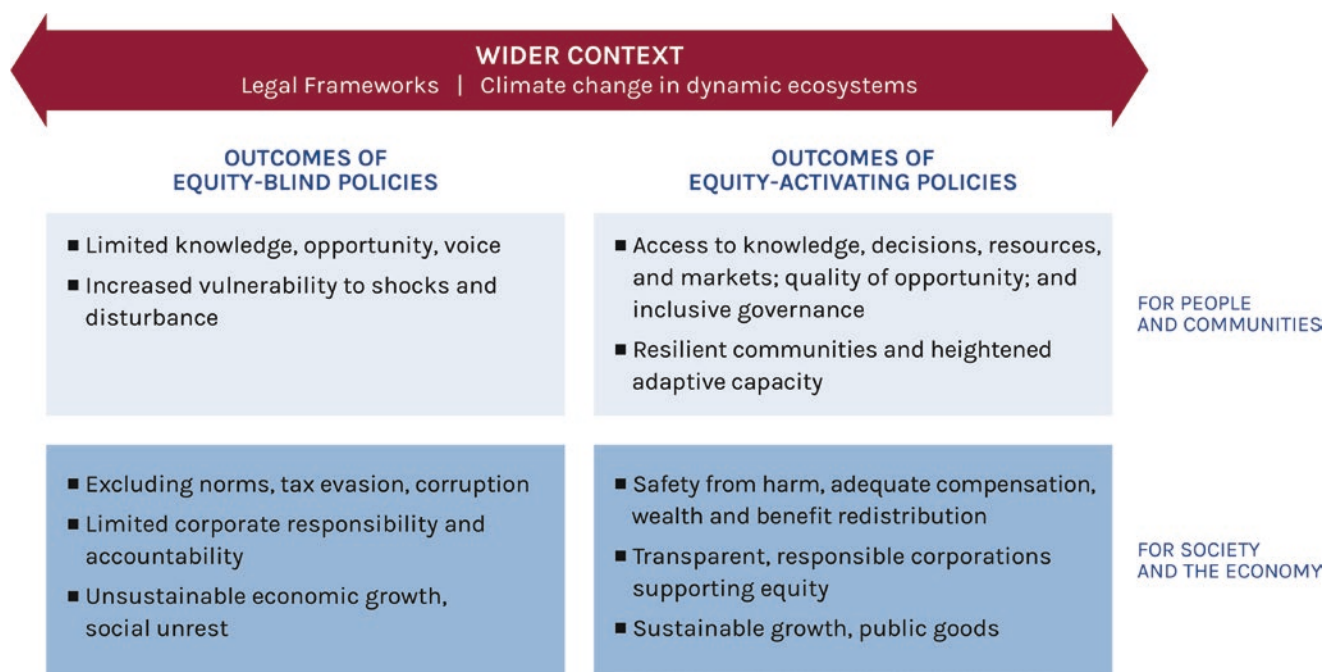 WIDER CONTEXT
Legal Frameworks | Climate change in dynamic ecosystems
OUTCOMES OF
EQUITY-BLIND POLICIES
OUTCOMES OF
EQUITY-ACTIVATING POLICIES
■ Limited knowledge, opportunity, voice
■ Increased vulnerability to shocks and
disturbance
■ Access to knowledge, decisions, resources,
and markets; quality of opportunity; and
inclusive governance
■ Resilient communities and heightened
adaptive capacity
FOR PEOPLE
AND COMMUNITIES
■ Excluding norms, tax evasion, corruption
■ Limited corporate responsibility and
accountability
■ Unsustainable economic growth,
social unrest
■ Safety from harm, adequate compensation,
wealth and benefit redistribution
■ Transparent, responsible corporations
supporting equity
■ Sustainable growth, public goods
FOR SOCIETY
AND THE ECONOMY